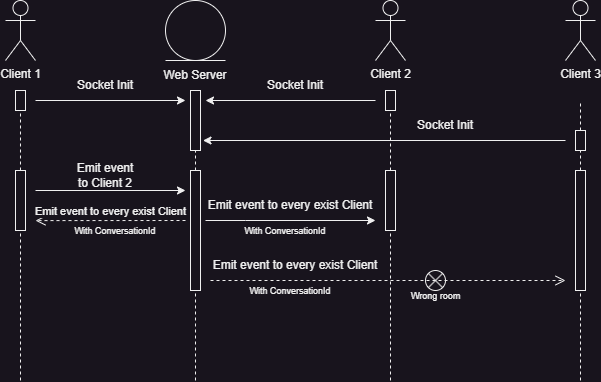 Client 1
Web Server
Client 2
Client 3
Socket Init
Socket Init
Socket Init
Emit event
to Client 2
Emit event to every exist Client
With ConversationId
Emit event to every exist Client
With ConversationId
Emit event to every exist Client
With ConversationId
Wrong room